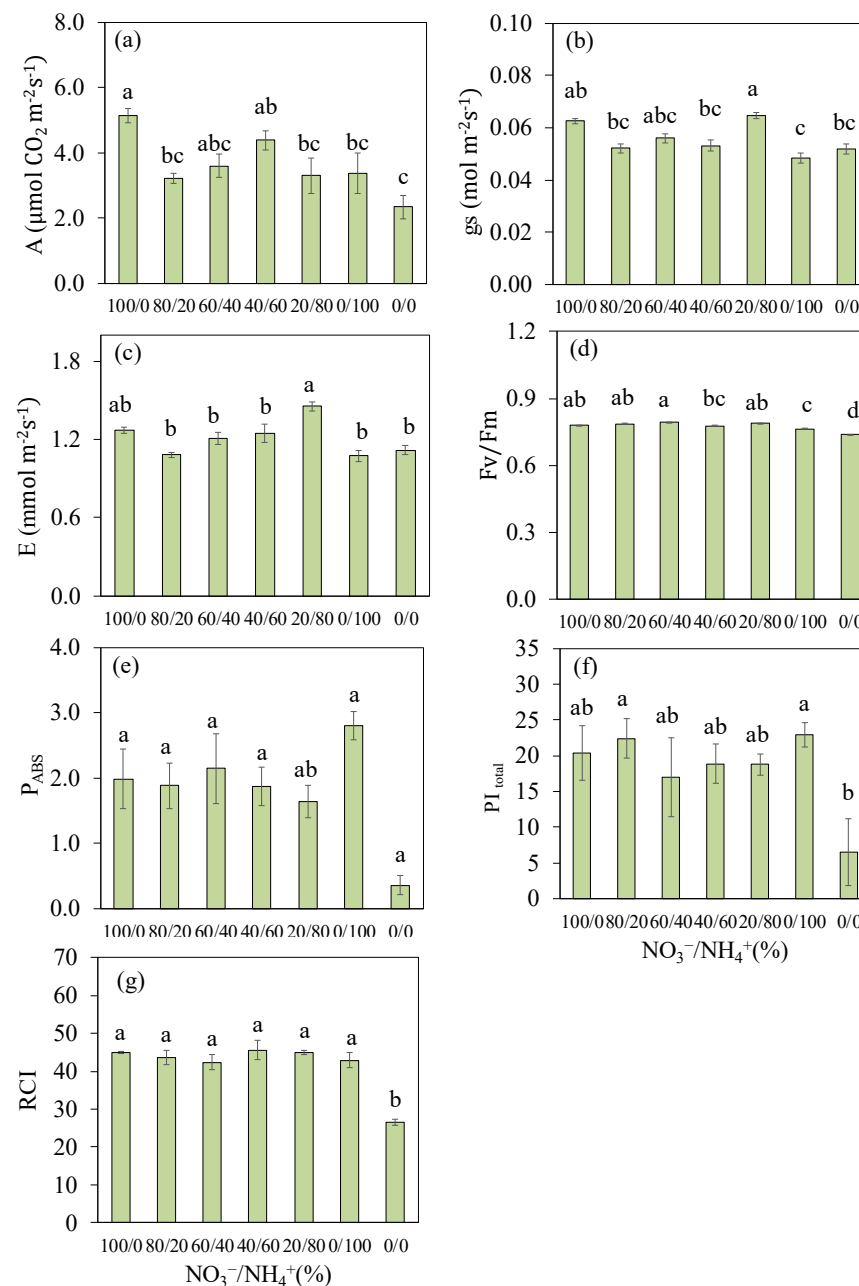 (a)
A (μmol CO₂ m⁻²s⁻¹)
8.0
6.0
4.0
2.0
0.0
a bc abc ab bc bc c
100/0 80/20 60/40 40/60 20/80 0/100 0/0
(b)
gs (mol m⁻²s⁻¹)
0.10
0.08
0.06
0.04
0.02
0.00
ab bc abc bc a c bc
100/0 80/20 60/40 40/60 20/80 0/100 0/0
(c)
E (mmol m⁻²s⁻¹)
1.8
1.2
0.6
0.0
ab b b b a b b
100/0 80/20 60/40 40/60 20/80 0/100 0/0
(d)
Fv/Fm
1.2
0.9
0.6
0.3
0.0
ab ab a bc ab c d
100/0 80/20 60/40 40/60 20/80 0/100 0/0
(e)
P_ABS
4.0
3.0
2.0
1.0
0.0
a a a a ab a a
100/0 80/20 60/40 40/60 20/80 0/100 0/0
(f)
PI_total
35
30
25
20
15
10
5
0
ab a ab ab ab a b
100/0 80/20 60/40 40/60 20/80 0/100 0/0
NO₃⁻/NH₄⁺(%)
(g)
RCI
70
60
50
40
30
20
10
0
a a a a a a b
100/0 80/20 60/40 40/60 20/80 0/100 0/0
NO₃⁻/NH₄⁺(%)